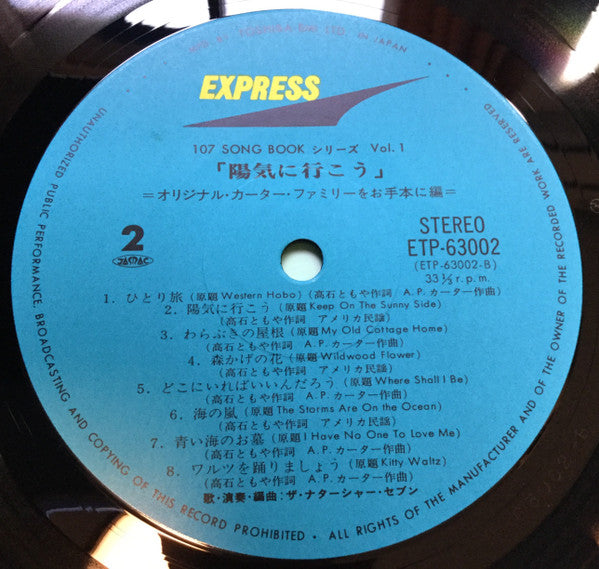 MFD. BY TOSHIBA-EMI LTD. IN JAPAN
EXPRESS
107 SONG BOOK シリーズ Vol. 1
「陽気に行こう」
=オリジナル・カーター・ファミリーをお手本に編=
2
JASRAC
STEREO
ETP-63002
(ETP-63002-B)
33⅓ r.p.m.
1. ひとり旅 (原題 Western Hobo) (高石ともや作詞 A.P.カーター作曲)
2. 陽気に行こう (原題 Keep On The Sunny Side)
(高石ともや作詞 アメリカ民謡)
3. わらぶきの屋根 (原題 My Old Cottage Home)
(高石ともや作詞 A.P.カーター作曲)
4. 森かげの花 (原題 Wildwood Flower)
(高石ともや作詞 アメリカ民謡)
5. どこにいればいいんだろう (原題 Where Shall I Be)
(高石ともや作詞 A.P.カーター作曲)
6. 海の嵐 (原題 The Storms Are On the Ocean)
(高石ともや作詞 アメリカ民謡)
7. 青い海のお墓 (原題 I Have No One To Love Me)
(高石ともや作詞 A.P.カーター作曲)
8. ワルツを踊りましょう (原題 Kitty Waltz)
(高石ともや作詞 A.P.カーター作曲)
歌・演奏・編曲:ザ・ナターシャー・セブン
UNAUTHORIZED PUBLIC PERFORMANCE, BROADCASTING AND COPYING OF THIS RECORD PROHIBITED • ALL RIGHTS OF THE MANUFACTURER AND OF THE OWNER OF THE RECORDED WORK ARE RESERVED